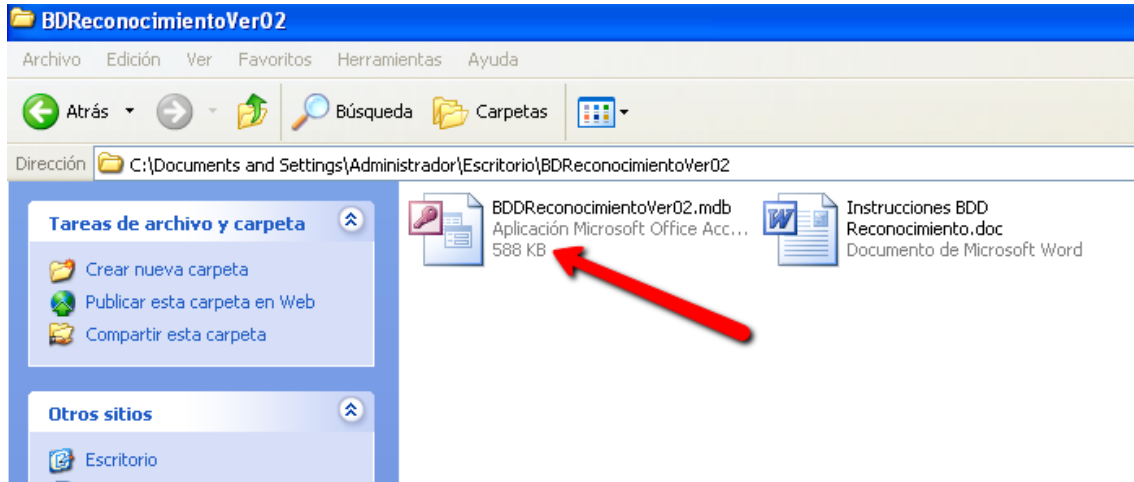 BDReconocimientoVer02
Archivo Edición Ver Favoritos Herramientas Ayuda
Atrás Búsqueda Carpetas
Dirección C:\Documents and Settings\Administrador\Escritorio\BDReconocimientoVer02
Tareas de archivo y carpeta
Crear nueva carpeta
Publicar esta carpeta en Web
Compartir esta carpeta
Otros sitios
Escritorio
BDDReconocimientoVer02.mdb
Aplicación Microsoft Office Acc...
588 KB
Instrucciones BDD
Reconocimiento.doc
Documento de Microsoft Word